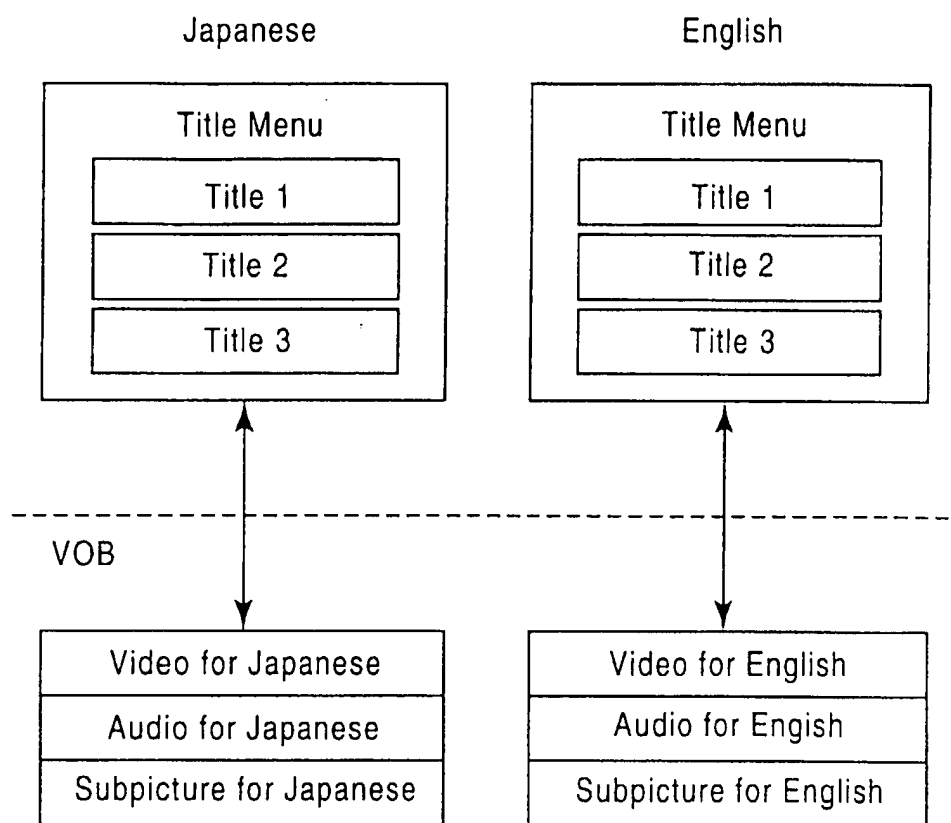 Japanese
Title Menu
Title 1
Title 2
Title 3
English
Title Menu
Title 1
Title 2
Title 3
VOB
Video for Japanese
Audio for Japanese
Subpicture for Japanese
Video for English
Audio for Engish
Subpicture for English